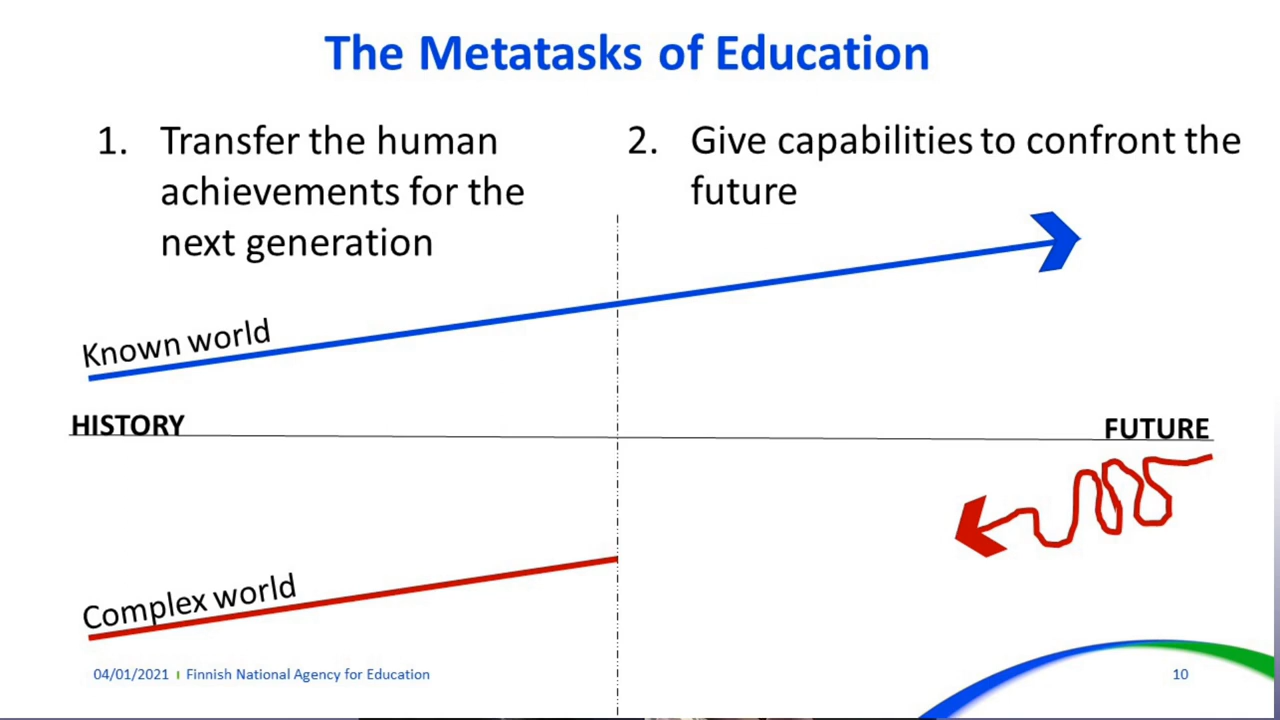 The Metatasks of Education
1. Transfer the human
achievements for the
next generation
2. Give capabilities to confront the
future
Known world
HISTORY
FUTURE
Complex world
04/01/2021 I Finnish National Agency for Education
10